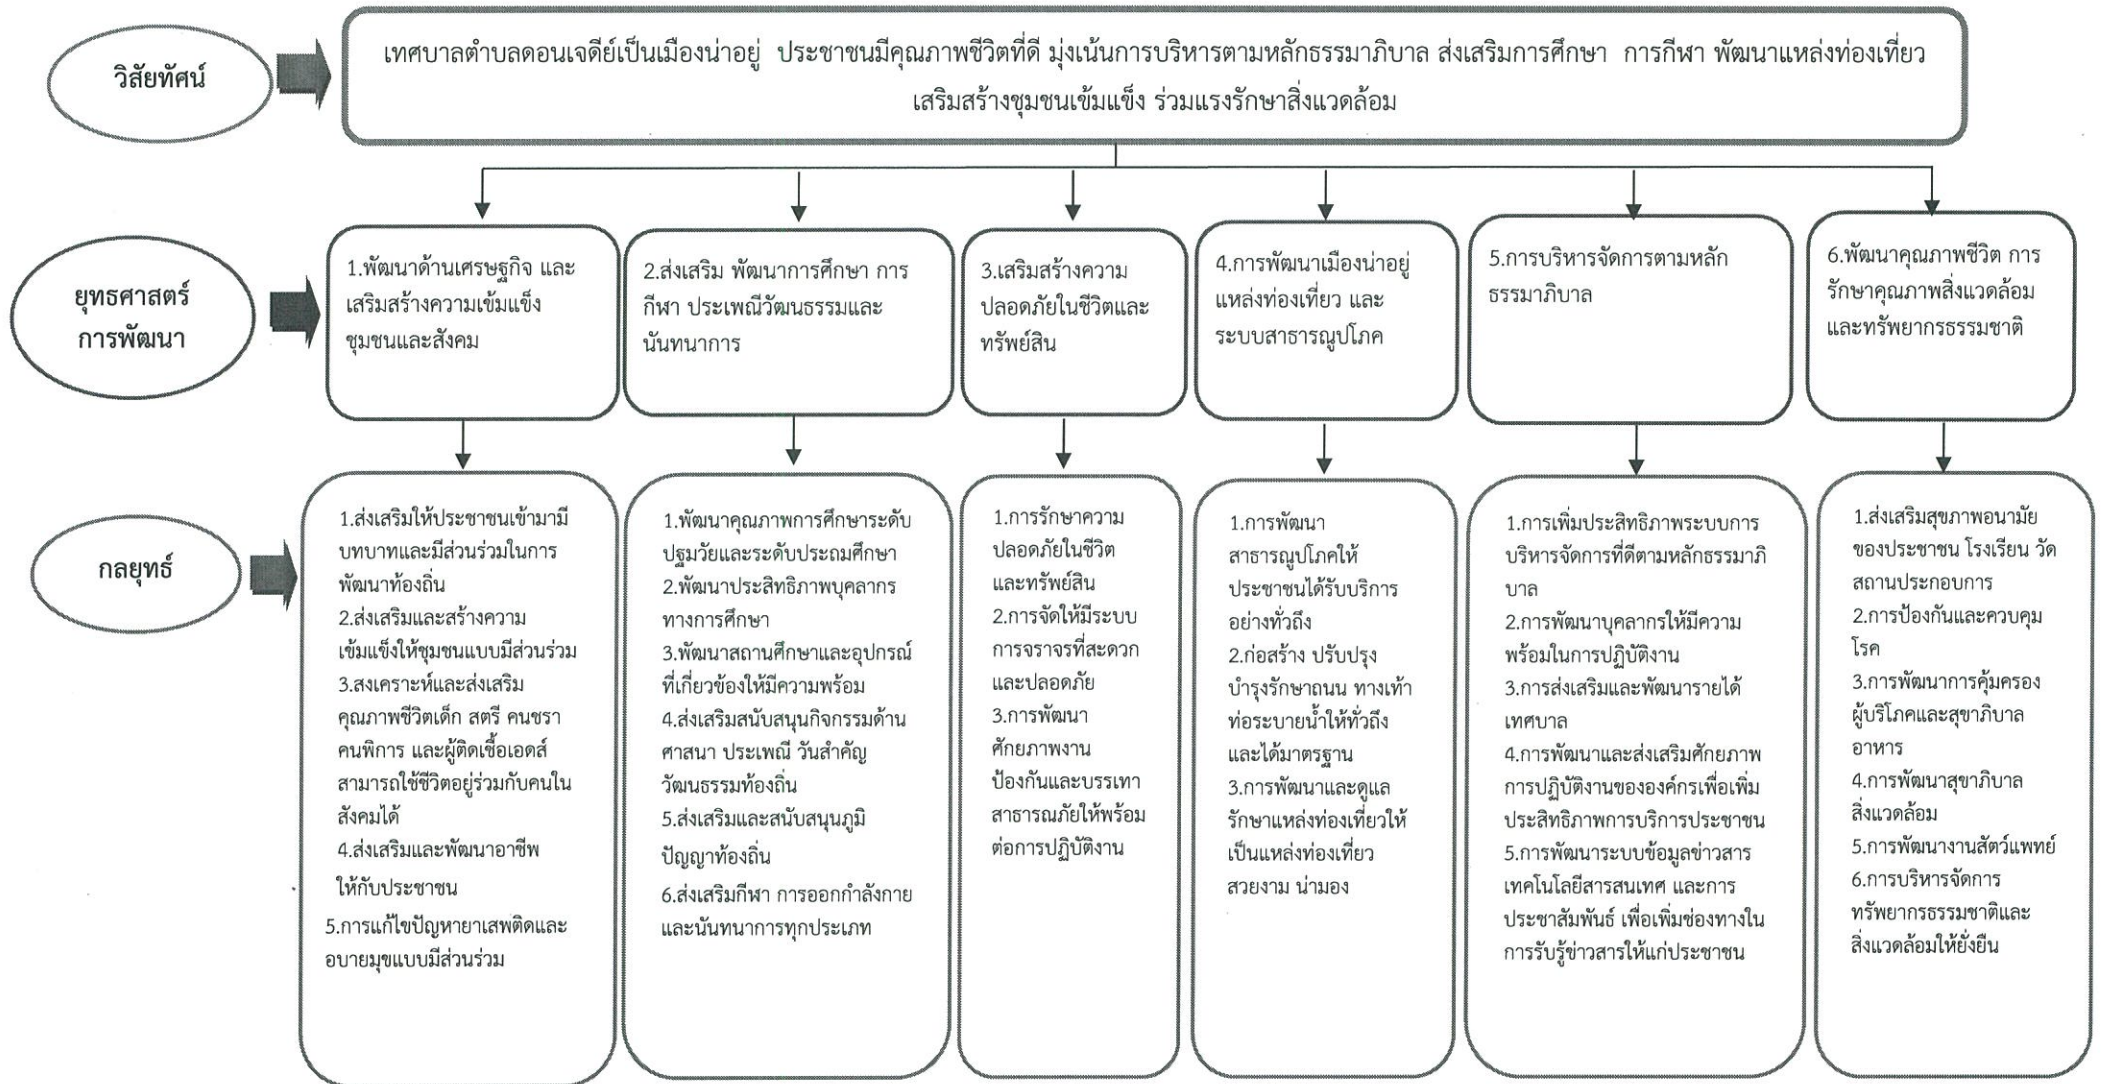 วิสัยทัศน์
เทศบาลตำบลดอนเจดีย์เป็นเมืองน่าอยู่ ประชาชนมีคุณภาพชีวิตที่ดี มุ่งเน้นการบริหารตามหลักธรรมาภิบาล ส่งเสริมการศึกษา การกีฬา พัฒนาแหล่งท่องเที่ยว
เสริมสร้างชุมชนเข้มแข็ง ร่วมแรงรักษาสิ่งแวดล้อม
ยุทธศาสตร์
การพัฒนา
1.พัฒนาด้านเศรษฐกิจ และ
เสริมสร้างความเข้มแข็ง
ชุมชนและสังคม
2.ส่งเสริม พัฒนาการศึกษา การ
กีฬา ประเพณีวัฒนธรรมและ
นันทนาการ
3.เสริมสร้างความ
ปลอดภัยในชีวิตและ
ทรัพย์สิน
4.การพัฒนาเมืองน่าอยู่
แหล่งท่องเที่ยว และ
ระบบสาธารณูปโภค
5.การบริหารจัดการตามหลัก
ธรรมาภิบาล
6.พัฒนาคุณภาพชีวิต การ
รักษาคุณภาพสิ่งแวดล้อม
และทรัพยากรธรรมชาติ
กลยุทธ์
1.ส่งเสริมให้ประชาชนเข้ามามี
บทบาทและมีส่วนร่วมในการ
พัฒนาท้องถิ่น
2.ส่งเสริมและสร้างความ
เข้มแข็งให้ชุมชนแบบมีส่วนร่วม
3.สงเคราะห์และส่งเสริม
คุณภาพชีวิตเด็ก สตรี คนชรา
คนพิการ และผู้ติดเชื้อเอดส์
สามารถใช้ชีวิตอยู่ร่วมกับคนใน
สังคมได้
4.ส่งเสริมและพัฒนาอาชีพ
ให้กับประชาชน
5.การแก้ไขปัญหายาเสพติดและ
อบายมุขแบบมีส่วนร่วม
1.พัฒนาคุณภาพการศึกษาระดับ
ปฐมวัยและระดับประถมศึกษา
2.พัฒนาประสิทธิภาพบุคลากร
ทางการศึกษา
3.พัฒนาสถานศึกษาและอุปกรณ์
ที่เกี่ยวข้องให้มีความพร้อม
4.ส่งเสริมสนับสนุนกิจกรรมด้าน
ศาสนา ประเพณี วันสำคัญ
วัฒนธรรมท้องถิ่น
5.ส่งเสริมและสนับสนุนภูมิ
ปัญญาท้องถิ่น
6.ส่งเสริมกีฬา การออกกำลังกาย
และนันทนาการทุกประเภท
1.การรักษาความ
ปลอดภัยในชีวิต
และทรัพย์สิน
2.การจัดให้มีระบบ
การจราจรที่สะดวก
และปลอดภัย
3.การพัฒนา
ศักยภาพงาน
ป้องกันและบรรเทา
สาธารณภัยให้พร้อม
ต่อการปฏิบัติงาน
1.การพัฒนา
สาธารณูปโภคให้
ประชาชนได้รับบริการ
อย่างทั่วถึง
2.ก่อสร้าง ปรับปรุง
บำรุงรักษาถนน ทางเท้า
ท่อระบายน้ำให้ทั่วถึง
และได้มาตรฐาน
3.การพัฒนาและดูแล
รักษาแหล่งท่องเที่ยวให้
เป็นแหล่งท่องเที่ยว
สวยงาม น่ามอง
1.การเพิ่มประสิทธิภาพระบบการ
บริหารจัดการที่ดีตามหลักธรรมาภิ
บาล
2.การพัฒนาบุคลากรให้มีความ
พร้อมในการปฏิบัติงาน
3.การส่งเสริมและพัฒนารายได้
เทศบาล
4.การพัฒนาและส่งเสริมศักยภาพ
การปฏิบัติงานขององค์กรเพื่อเพิ่ม
ประสิทธิภาพการบริการประชาชน
5.การพัฒนาระบบข้อมูลข่าวสาร
เทคโนโลยีสารสนเทศ และการ
ประชาสัมพันธ์ เพื่อเพิ่มช่องทางใน
การรับรู้ข่าวสารให้แก่ประชาชน
1.ส่งเสริมสุขภาพอนามัย
ของประชาชน โรงเรียน วัด
สถานประกอบการ
2.การป้องกันและควบคุม
โรค
3.การพัฒนาการคุ้มครอง
ผู้บริโภคและสุขาภิบาล
อาหาร
4.การพัฒนาสุขาภิบาล
สิ่งแวดล้อม
5.การพัฒนางานสัตว์แพทย์
6.การบริหารจัดการ
ทรัพยากรธรรมชาติและ
สิ่งแวดล้อมให้ยั่งยืน